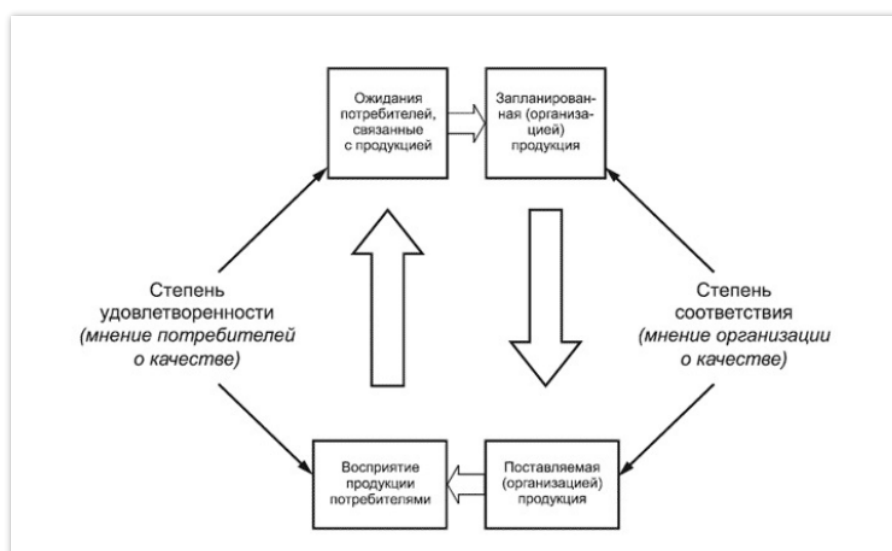 Ожидания
потребителей,
связанные
с продукцией
Запланирован-
ная (организа-
цией)
продукция
Степень
удовлетворенности
(мнение потребителей
о качестве)
Степень
соответствия
(мнение организации
о качестве)
Восприятие
продукции
потребителями
Поставляемая
(организацией)
продукция